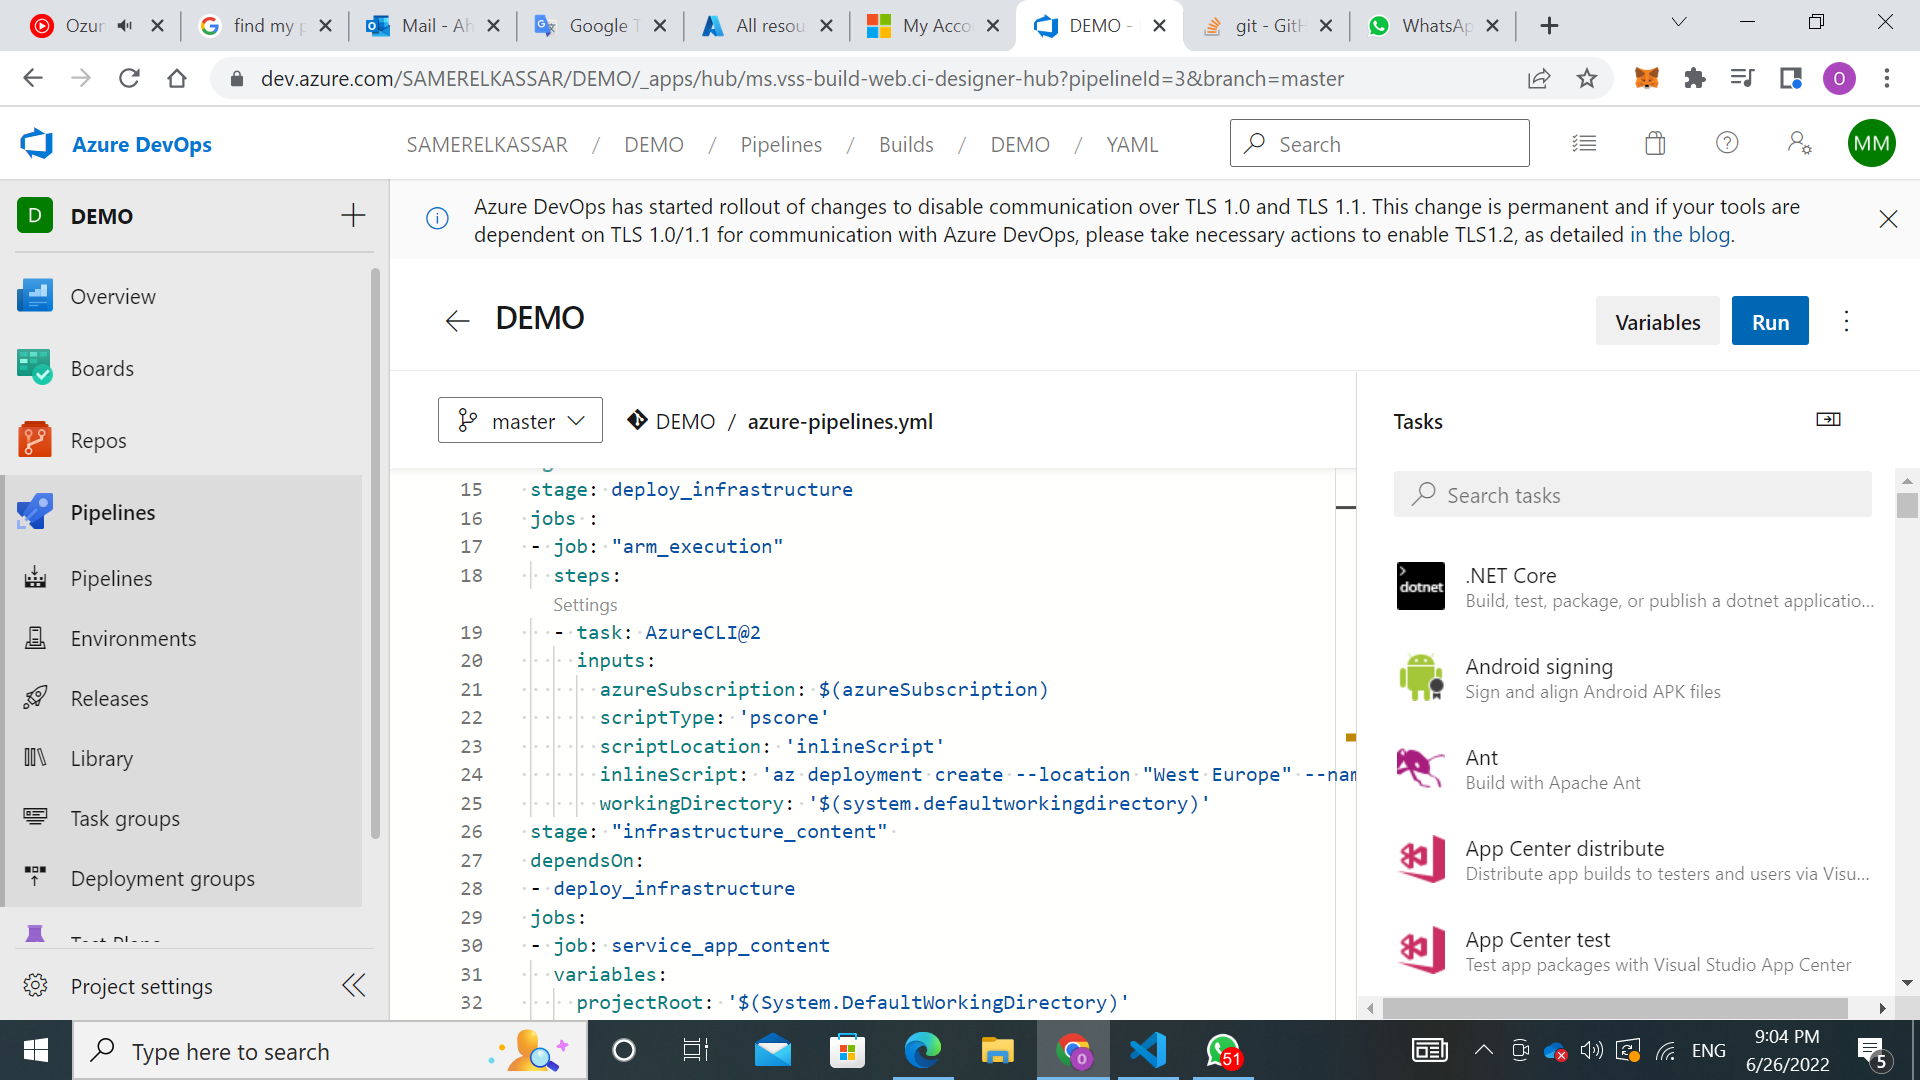 Ozur
find my p
Mail - Ah
Google T
All resou
My Acco
DEMO -
git - GitH
WhatsAp
dev.azure.com/SAMERELKASSAR/DEMO/_apps/hub/ms.vss-build-web.ci-designer-hub?pipelineId=3&branch=master
O
Azure DevOps
SAMERELKASSAR / DEMO / Pipelines / Builds / DEMO / YAML
Search
MM
D DEMO
Azure DevOps has started rollout of changes to disable communication over TLS 1.0 and TLS 1.1. This change is permanent and if your tools are
dependent on TLS 1.0/1.1 for communication with Azure DevOps, please take necessary actions to enable TLS1.2, as detailed in the blog.
Overview
Boards
Repos
Pipelines
Pipelines
Environments
Releases
Library
Task groups
Deployment groups
Project settings
DEMO
Variables
Run
master
DEMO / azure-pipelines.yml
15 stage: deploy_infrastructure
16 jobs :
17 - job: "arm_execution"
18 steps:
Settings
19 - task: AzureCLI@2
20 inputs:
21 azureSubscription: $(azureSubscription)
22 scriptType: 'pscore'
23 scriptLocation: 'inlineScript'
24 inlineScript: 'az deployment create --location "West Europe" --nam
25 workingDirectory: '$(system.defaultworkingdirectory)'
26 stage: "infrastructure_content"
27 dependsOn:
28 - deploy_infrastructure
29 jobs:
30 - job: service_app_content
31 variables:
32 projectRoot: '$(System.DefaultWorkingDirectory)'
Tasks
Search tasks
dotnet
.NET Core
Build, test, package, or publish a dotnet applicatio...
Android signing
Sign and align Android APK files
Ant
Build with Apache Ant
App Center distribute
Distribute app builds to testers and users via Visu...
App Center test
Test app packages with Visual Studio App Center
Type here to search
O
51
ENG
9:04 PM
6/26/2022
5